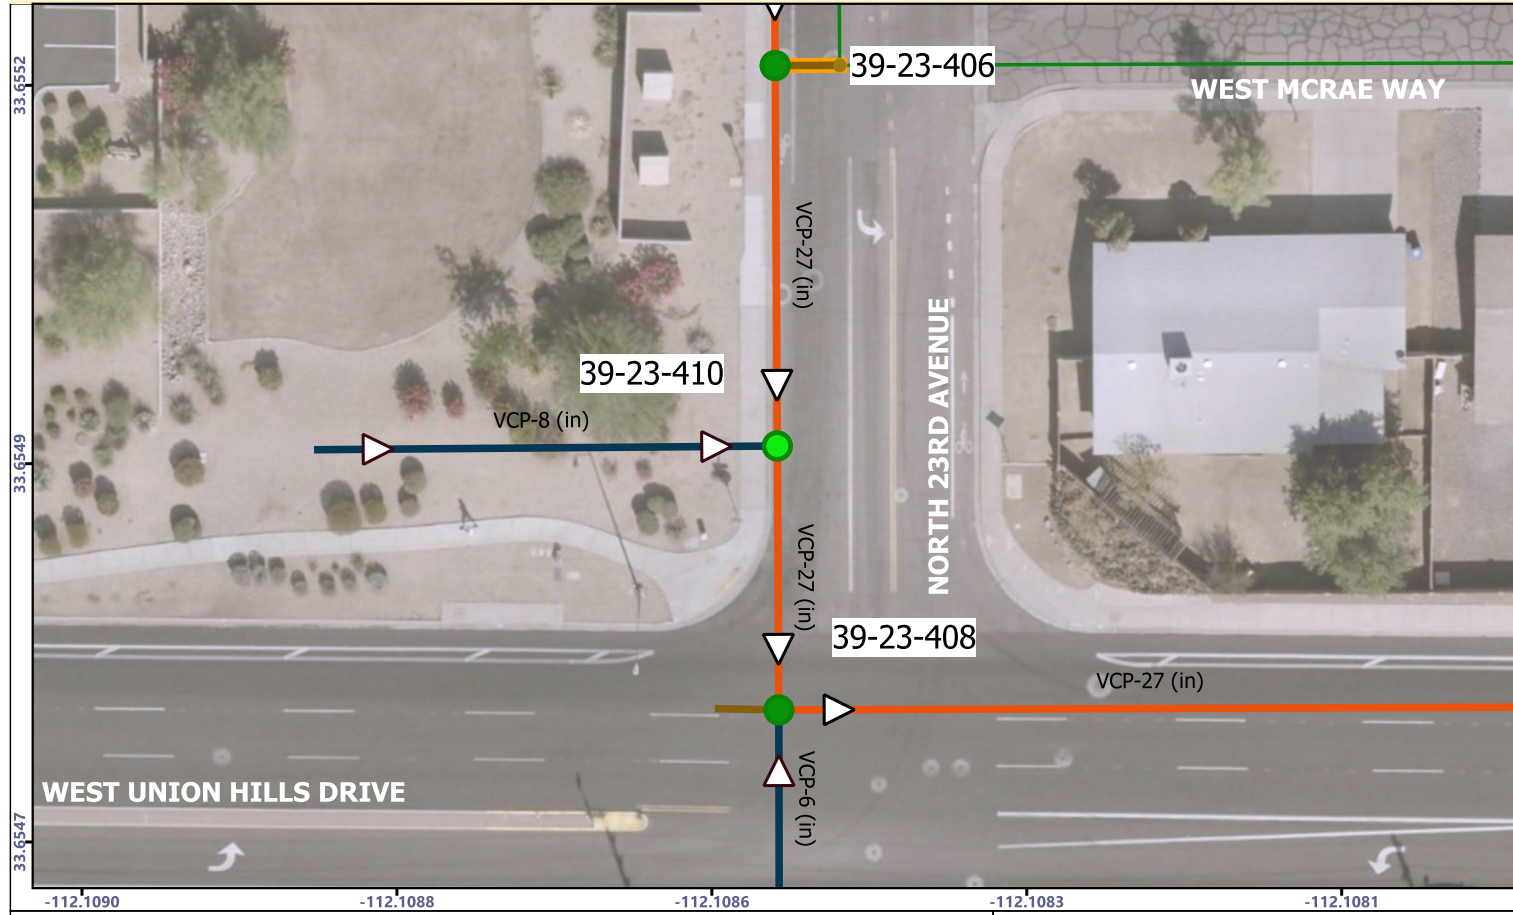 39-23-406
33.6552
WEST MCRAE WAY
VCP-27 (in)
NORTH 23RD AVENUE
39-23-410
VCP-8 (in)
33.6549
VCP-27 (in)
39-23-408
VCP-27 (in)
VCP-6 (in)
WEST UNION HILLS DRIVE
33.6547
-112.1090
-112.1088
-112.1086
-112.1083
-112.1081